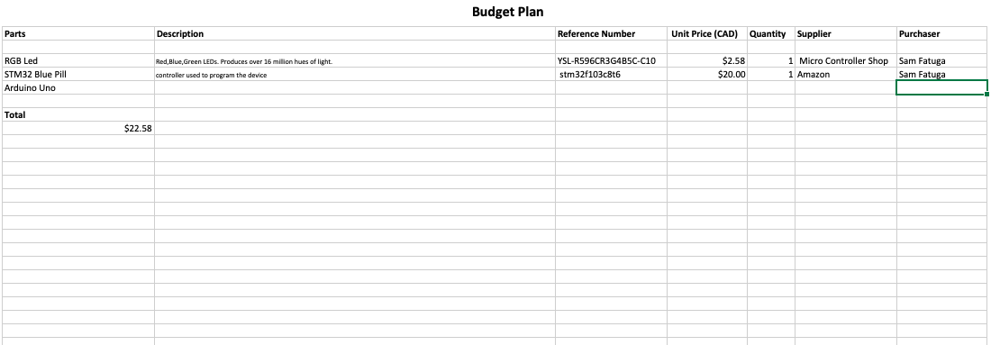 Budget Plan
Parts Description Reference Number Unit Price (CAD) Quantity Supplier Purchaser
RGB Led Red,Blue,Green LEDs. Produces over 16 million hues of light. YSL-R596CR3G4B5C-C10 $2.58 1 Micro Controller Shop Sam Fatuga
STM32 Blue Pill controller used to program the device stm32f103c8t6 $20.00 1 Amazon Sam Fatuga
Arduino Uno
Total
$22.58